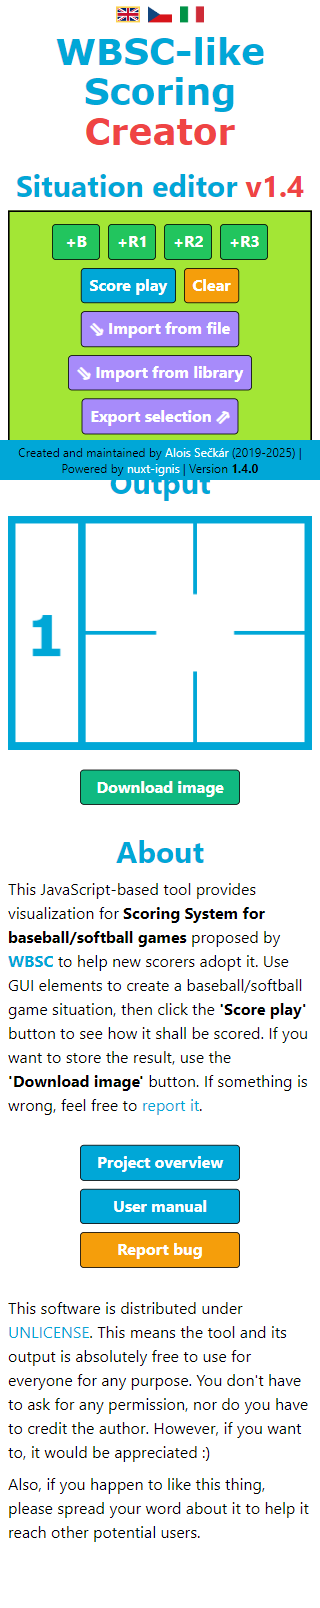 WBSC-like
Scoring
Creator
Situation editor v1.4
+B
+R1
+R2
+R3
Score play
Clear
⇘ Import from file
⇘ Import from library
Export selection ⇗
Created and maintained by Alois Sečkár (2019-2025) |
Powered by nuxt-ignis | Version 1.4.0
Output
1
Download image
About
This JavaScript-based tool provides
visualization for Scoring System for
baseball/softball games proposed by
WBSC to help new scorers adopt it. Use
GUI elements to create a baseball/softball
game situation, then click the 'Score play'
button to see how it shall be scored. If you
want to store the result, use the
'Download image' button. If something is
wrong, feel free to report it.
Project overview
User manual
Report bug
This software is distributed under
UNLICENSE. This means the tool and its
output is absolutely free to use for
everyone for any purpose. You don't have
to ask for any permission, nor do you have
to credit the author. However, if you want
to, it would be appreciated :)
Also, if you happen to like this thing,
please spread your word about it to help it
reach other potential users.